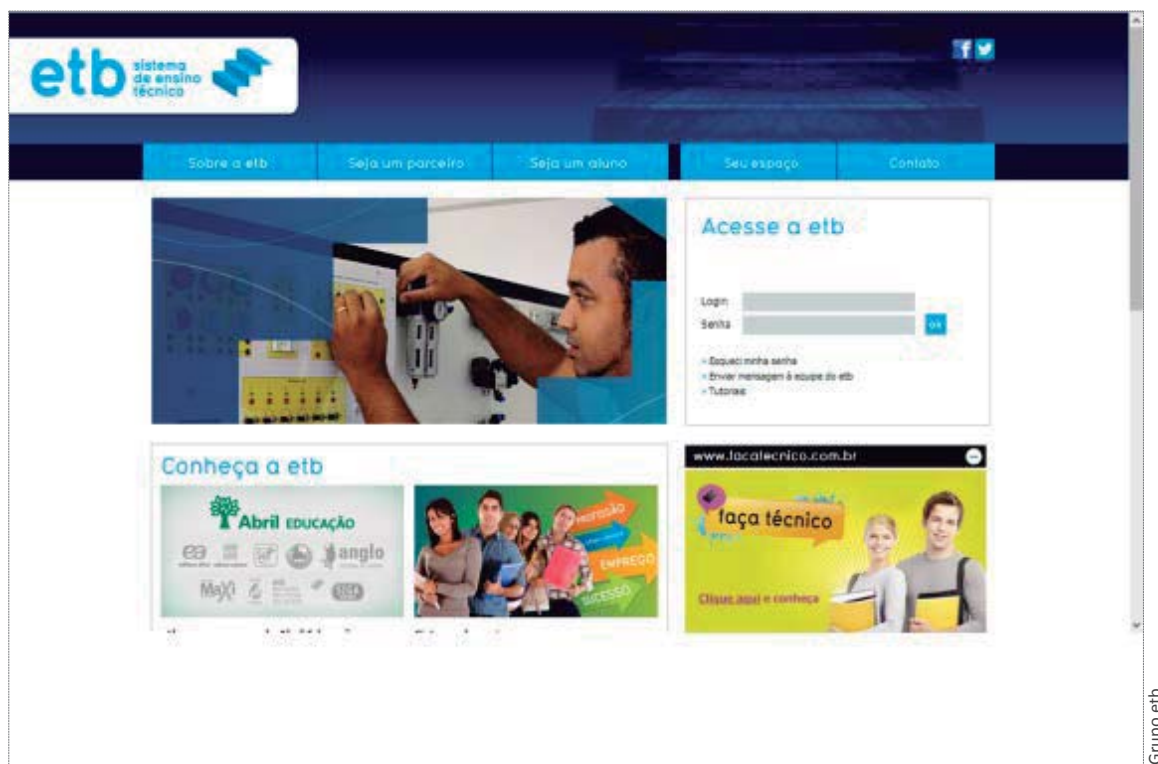 etb sistema
de ensino
técnico
Sobre a etb Seja um parceiro Seja um aluno Seu espaço Contato
Acesse a etb
Login
Senha ok
Esqueci minha senha
Enviar mensagem à equipe do etb
Tutoriais
Conheça a etb
Abril EDUCAÇÃO
anglo
MAXI
PROFISSÃO
EMPREGO
SUCESSO
www.facatecnico.com.br
faça técnico
Clique aqui e conheça
Grupo etb